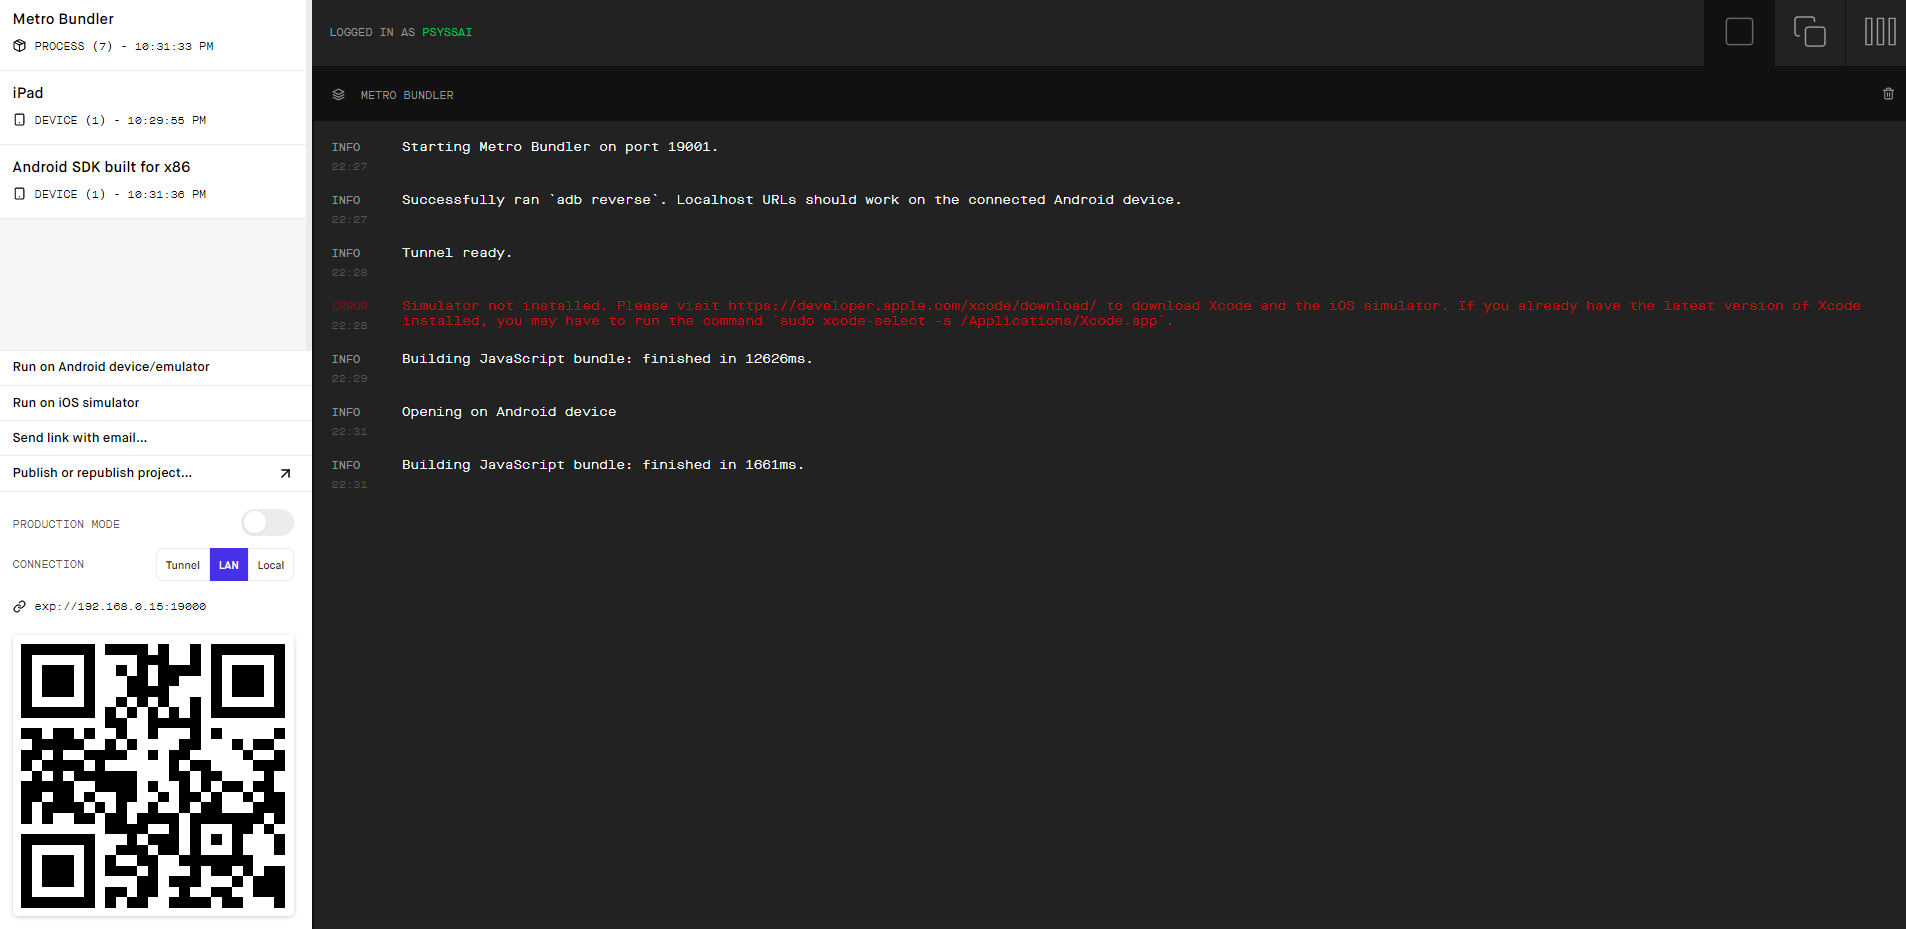 Metro Bundler
PROCESS (7) - 10:31:33 PM
iPad
DEVICE (1) - 10:29:55 PM
Android SDK built for x86
DEVICE (1) - 10:31:36 PM
Run on Android device/emulator
Run on iOS simulator
Send link with email...
Publish or republish project...
PRODUCTION MODE
CONNECTION
Tunnel LAN Local
exp://192.168.0.15:19000
LOGGED IN AS PSYSSAI
METRO BUNDLER
INFO Starting Metro Bundler on port 19001.
22:27
INFO Successfully ran `adb reverse`. Localhost URLs should work on the connected Android device.
22:27
INFO Tunnel ready.
22:28
ERROR Simulator not installed. Please visit https://developer.apple.com/xcode/download/ to download Xcode and the iOS simulator. If you already have the latest version of Xcode
22:28 installed, you may have to run the command `sudo xcode-select -s /Applications/Xcode.app`.
INFO Building JavaScript bundle: finished in 12626ms.
22:29
INFO Opening on Android device
22:31
INFO Building JavaScript bundle: finished in 1661ms.
22:31